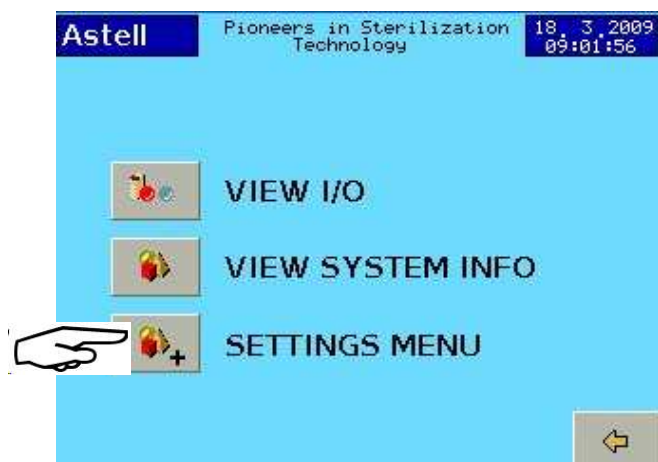 Astell
Pioneers in Sterilization
Technology
18. 3.2009
09:01:56
VIEW I/O
VIEW SYSTEM INFO
+ SETTINGS MENU